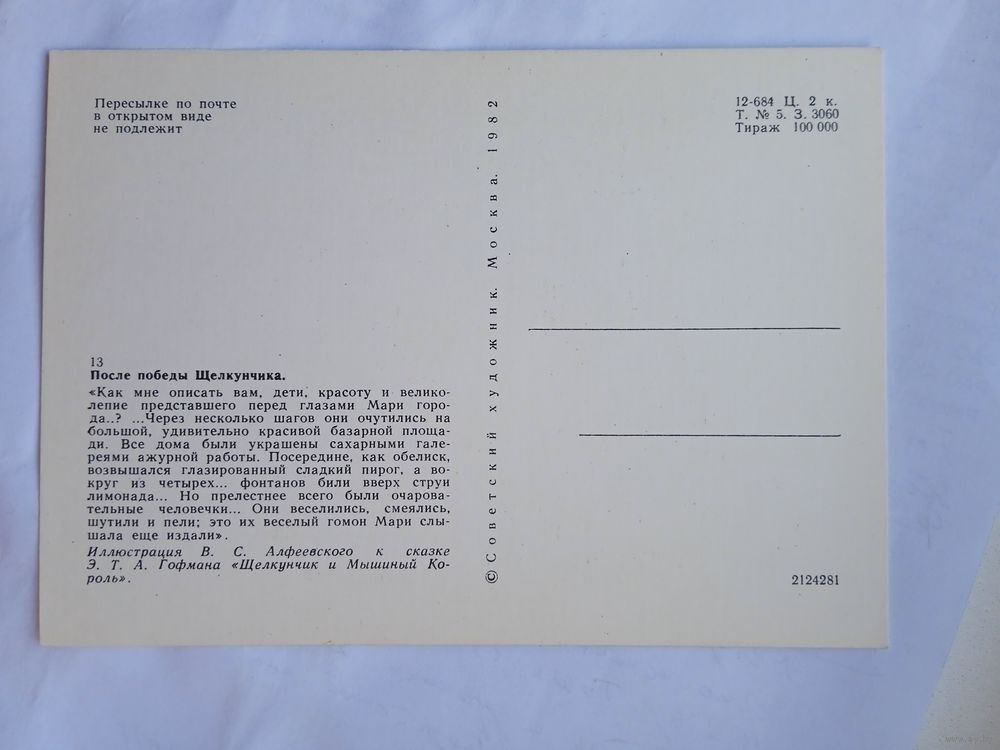 Пересылке по почте
в открытом виде
не подлежит
12-684 Ц. 2 к.
Т. № 5. З. 3060
Тираж 100 000
13
После победы Щелкунчика.
«Как мне описать вам, дети, красоту и велико-
лепие представшего перед глазами Мари горо-
да..? ...Через несколько шагов они очутились на
большой, удивительно красивой базарной площа-
ди. Все дома были украшены сахарными гале-
реями ажурной работы. Посередине, как обелиск,
возвышался глазированный сладкий пирог, а во-
круг из четырех... фонтанов били вверх струи
лимонада... Но прелестнее всего были очарова-
тельные человечки... Они веселились, смеялись,
шутили и пели; это их веселый гомон Мари слы-
шала еще издали».
Иллюстрация В. С. Алфеевского к сказке
Э. Т. А. Гофмана «Щелкунчик и Мышиный Ко-
роль».
© Советский художник. Москва. 1982
2124281